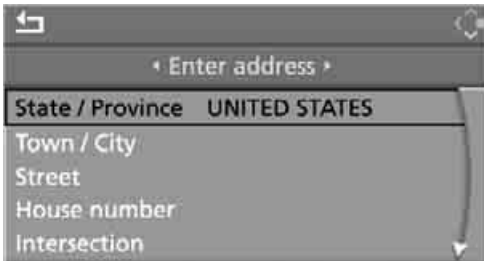 Enter address
State / Province UNITED STATES
Town / City
Street
House number
Intersection